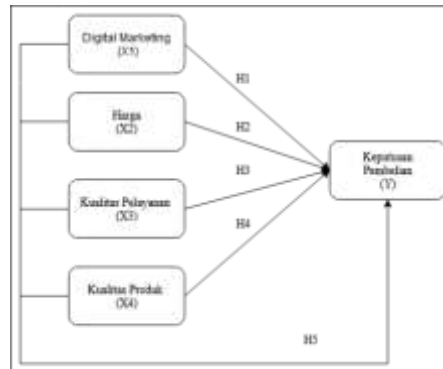 Digital Marketing
(X1)
H1
Harga
(X2)
H2
H3
Keputusan
Pembelian
(Y)
Kualitas Pelayanan
(X3)
H4
Kualitas Produk
(X4)
H5